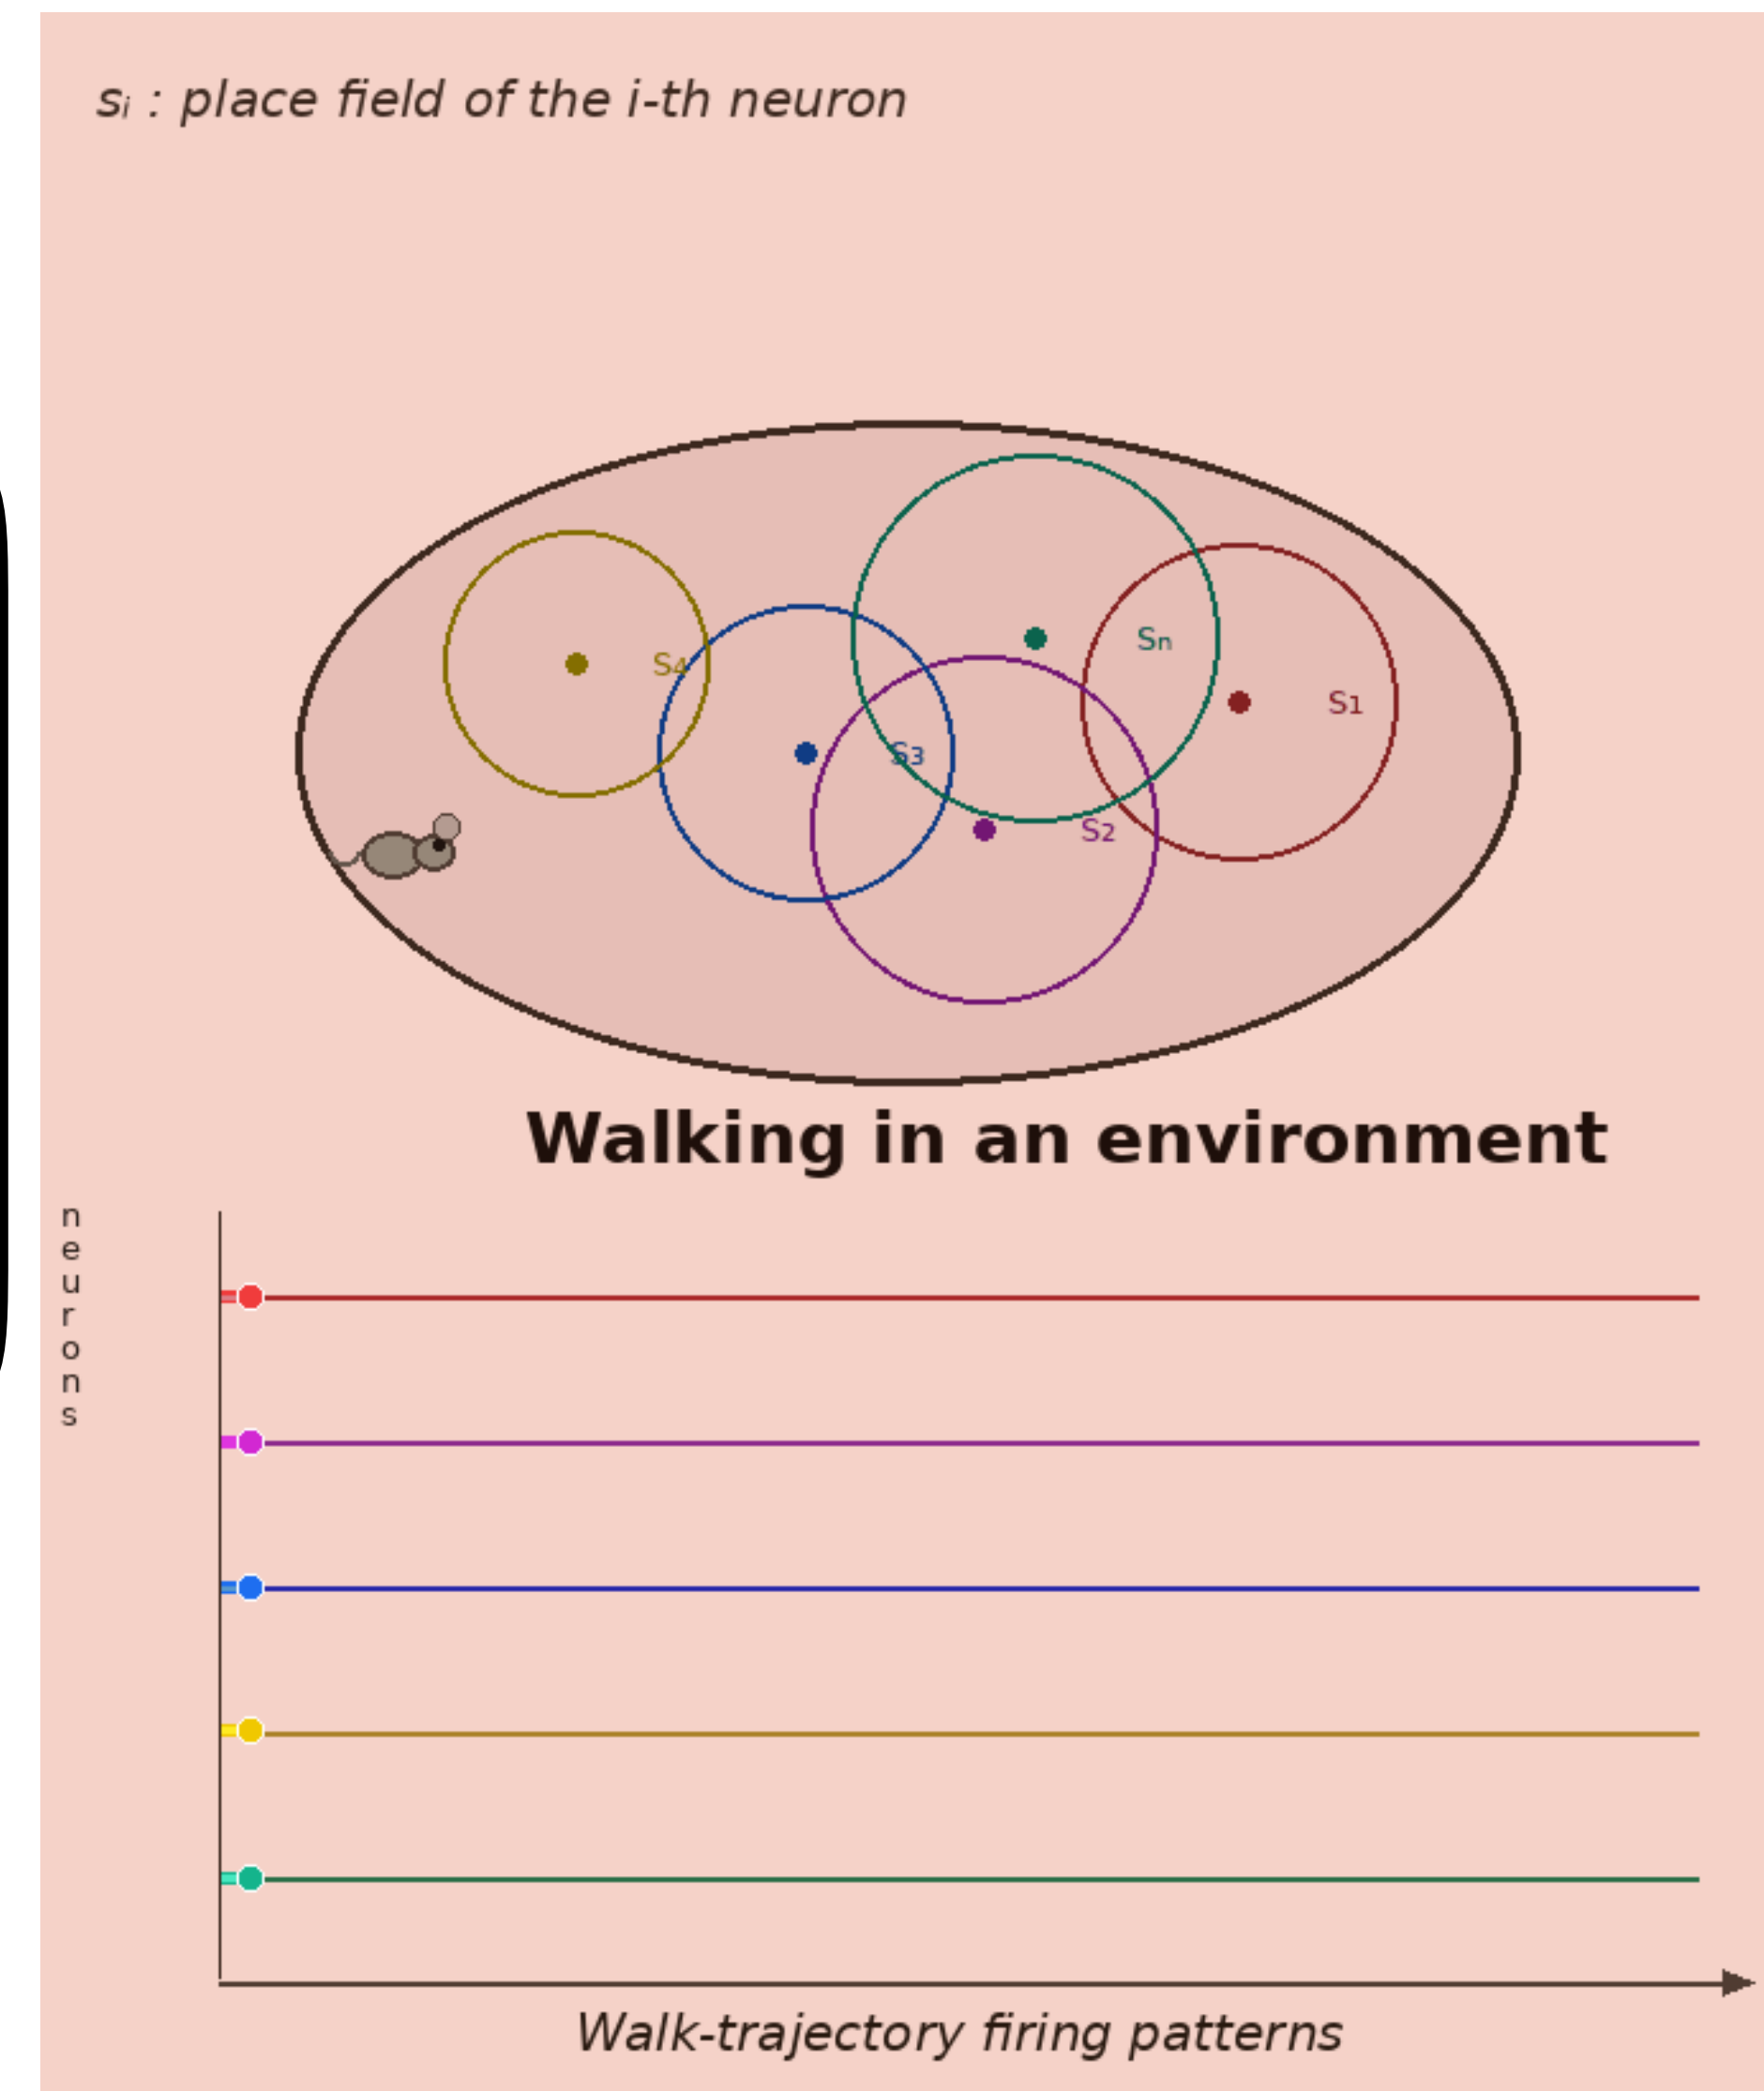 sᵢ : place field of the i-th neuron
S₄
Sₙ
S₁
S₃
S₂
Walking in an environment
neurons
Walk-trajectory firing patterns